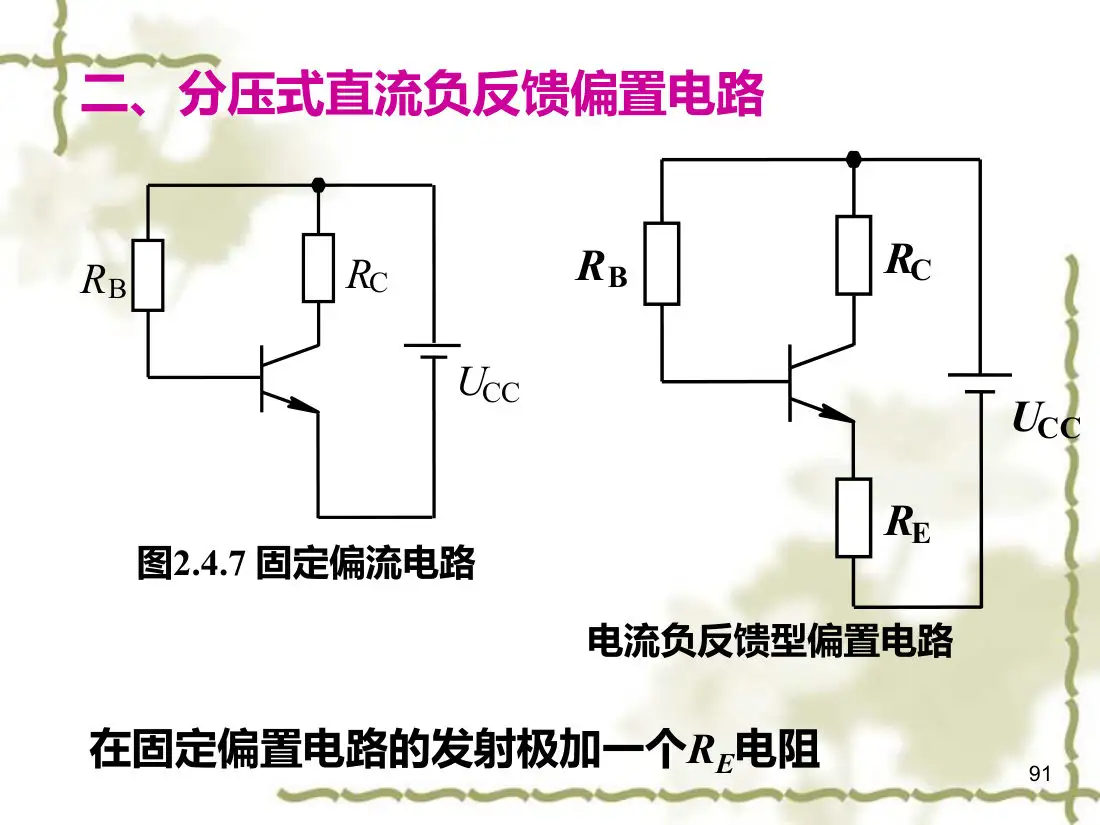 二、分压式直流负反馈偏置电路
RB
RC
UCC
图2.4.7 固定偏流电路
RB
RC
UCC
RE
电流负反馈型偏置电路
在固定偏置电路的发射极加一个RE电阻
91